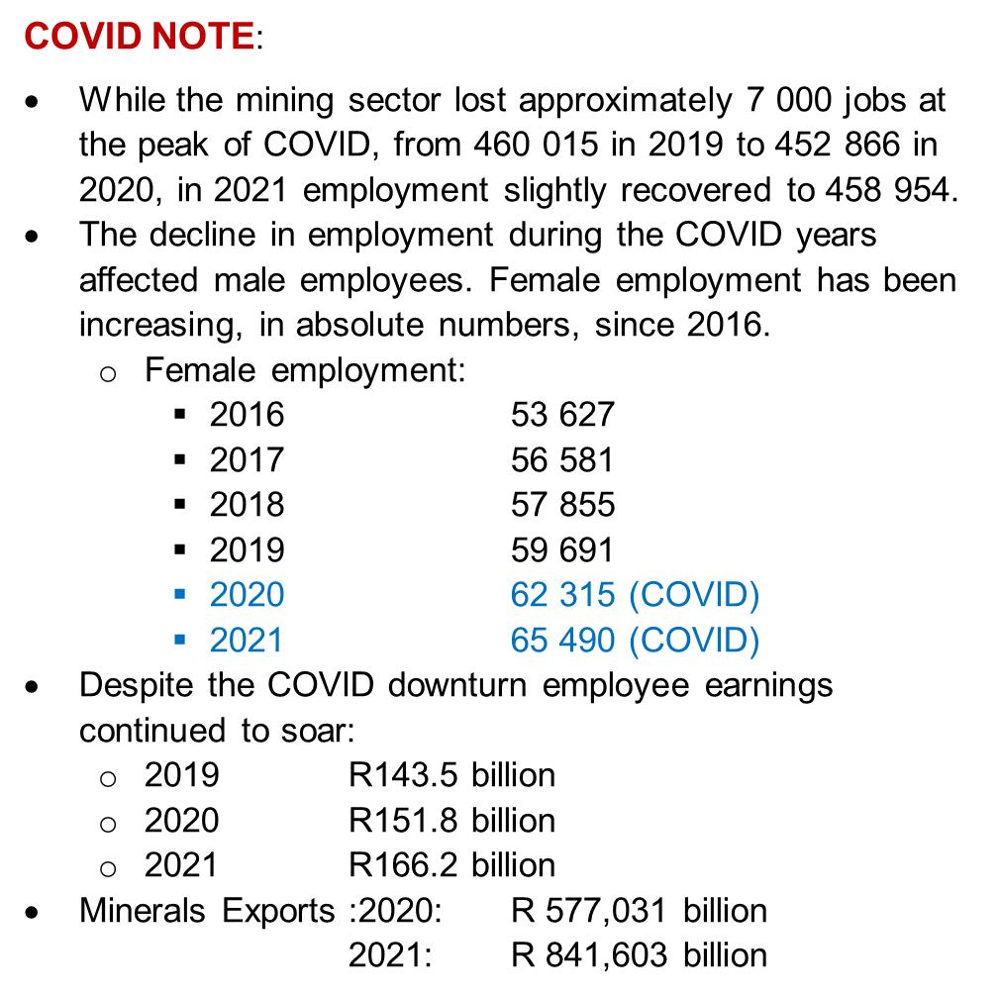 COVID NOTE:
• While the mining sector lost approximately 7 000 jobs at
the peak of COVID, from 460 015 in 2019 to 452 866 in
2020, in 2021 employment slightly recovered to 458 954.
• The decline in employment during the COVID years
affected male employees. Female employment has been
increasing, in absolute numbers, since 2016.
o Female employment:
▪ 2016 53 627
▪ 2017 56 581
▪ 2018 57 855
▪ 2019 59 691
▪ 2020 62 315 (COVID)
▪ 2021 65 490 (COVID)
• Despite the COVID downturn employee earnings
continued to soar:
o 2019 R143.5 billion
o 2020 R151.8 billion
o 2021 R166.2 billion
• Minerals Exports :2020: R 577,031 billion
2021: R 841,603 billion